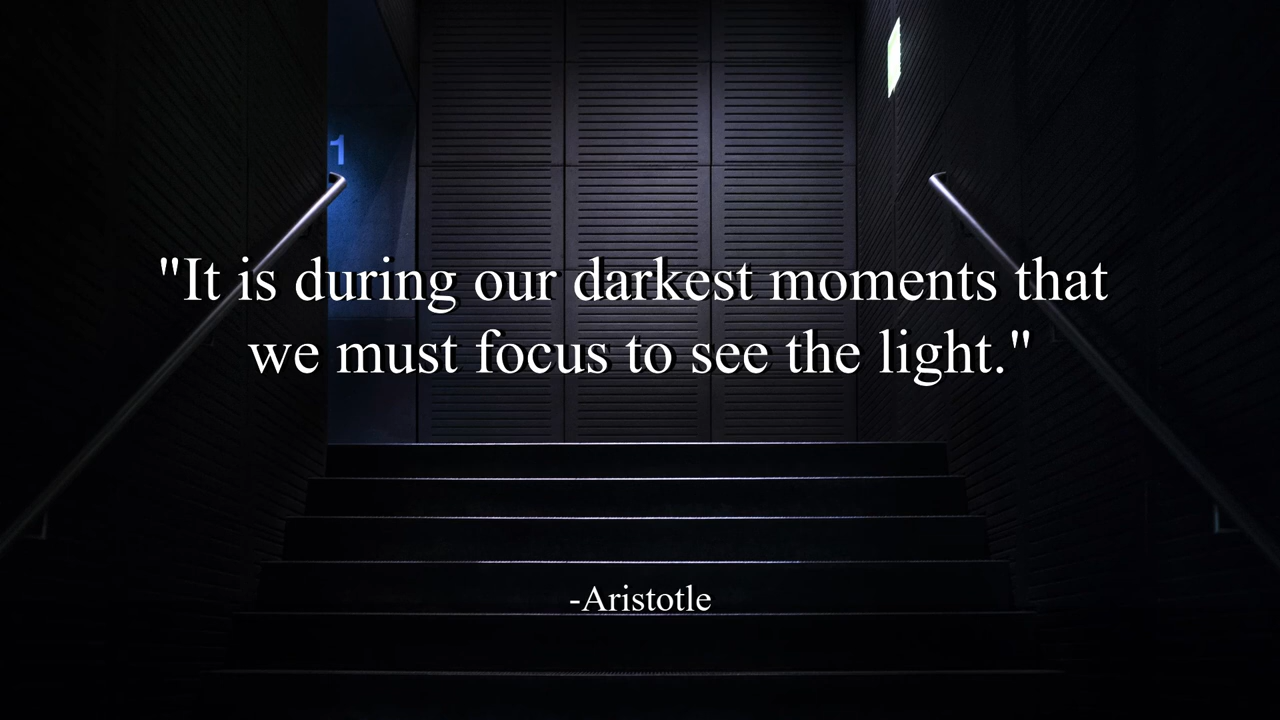 1
"It is during our darkest moments that
we must focus to see the light."
-Aristotle